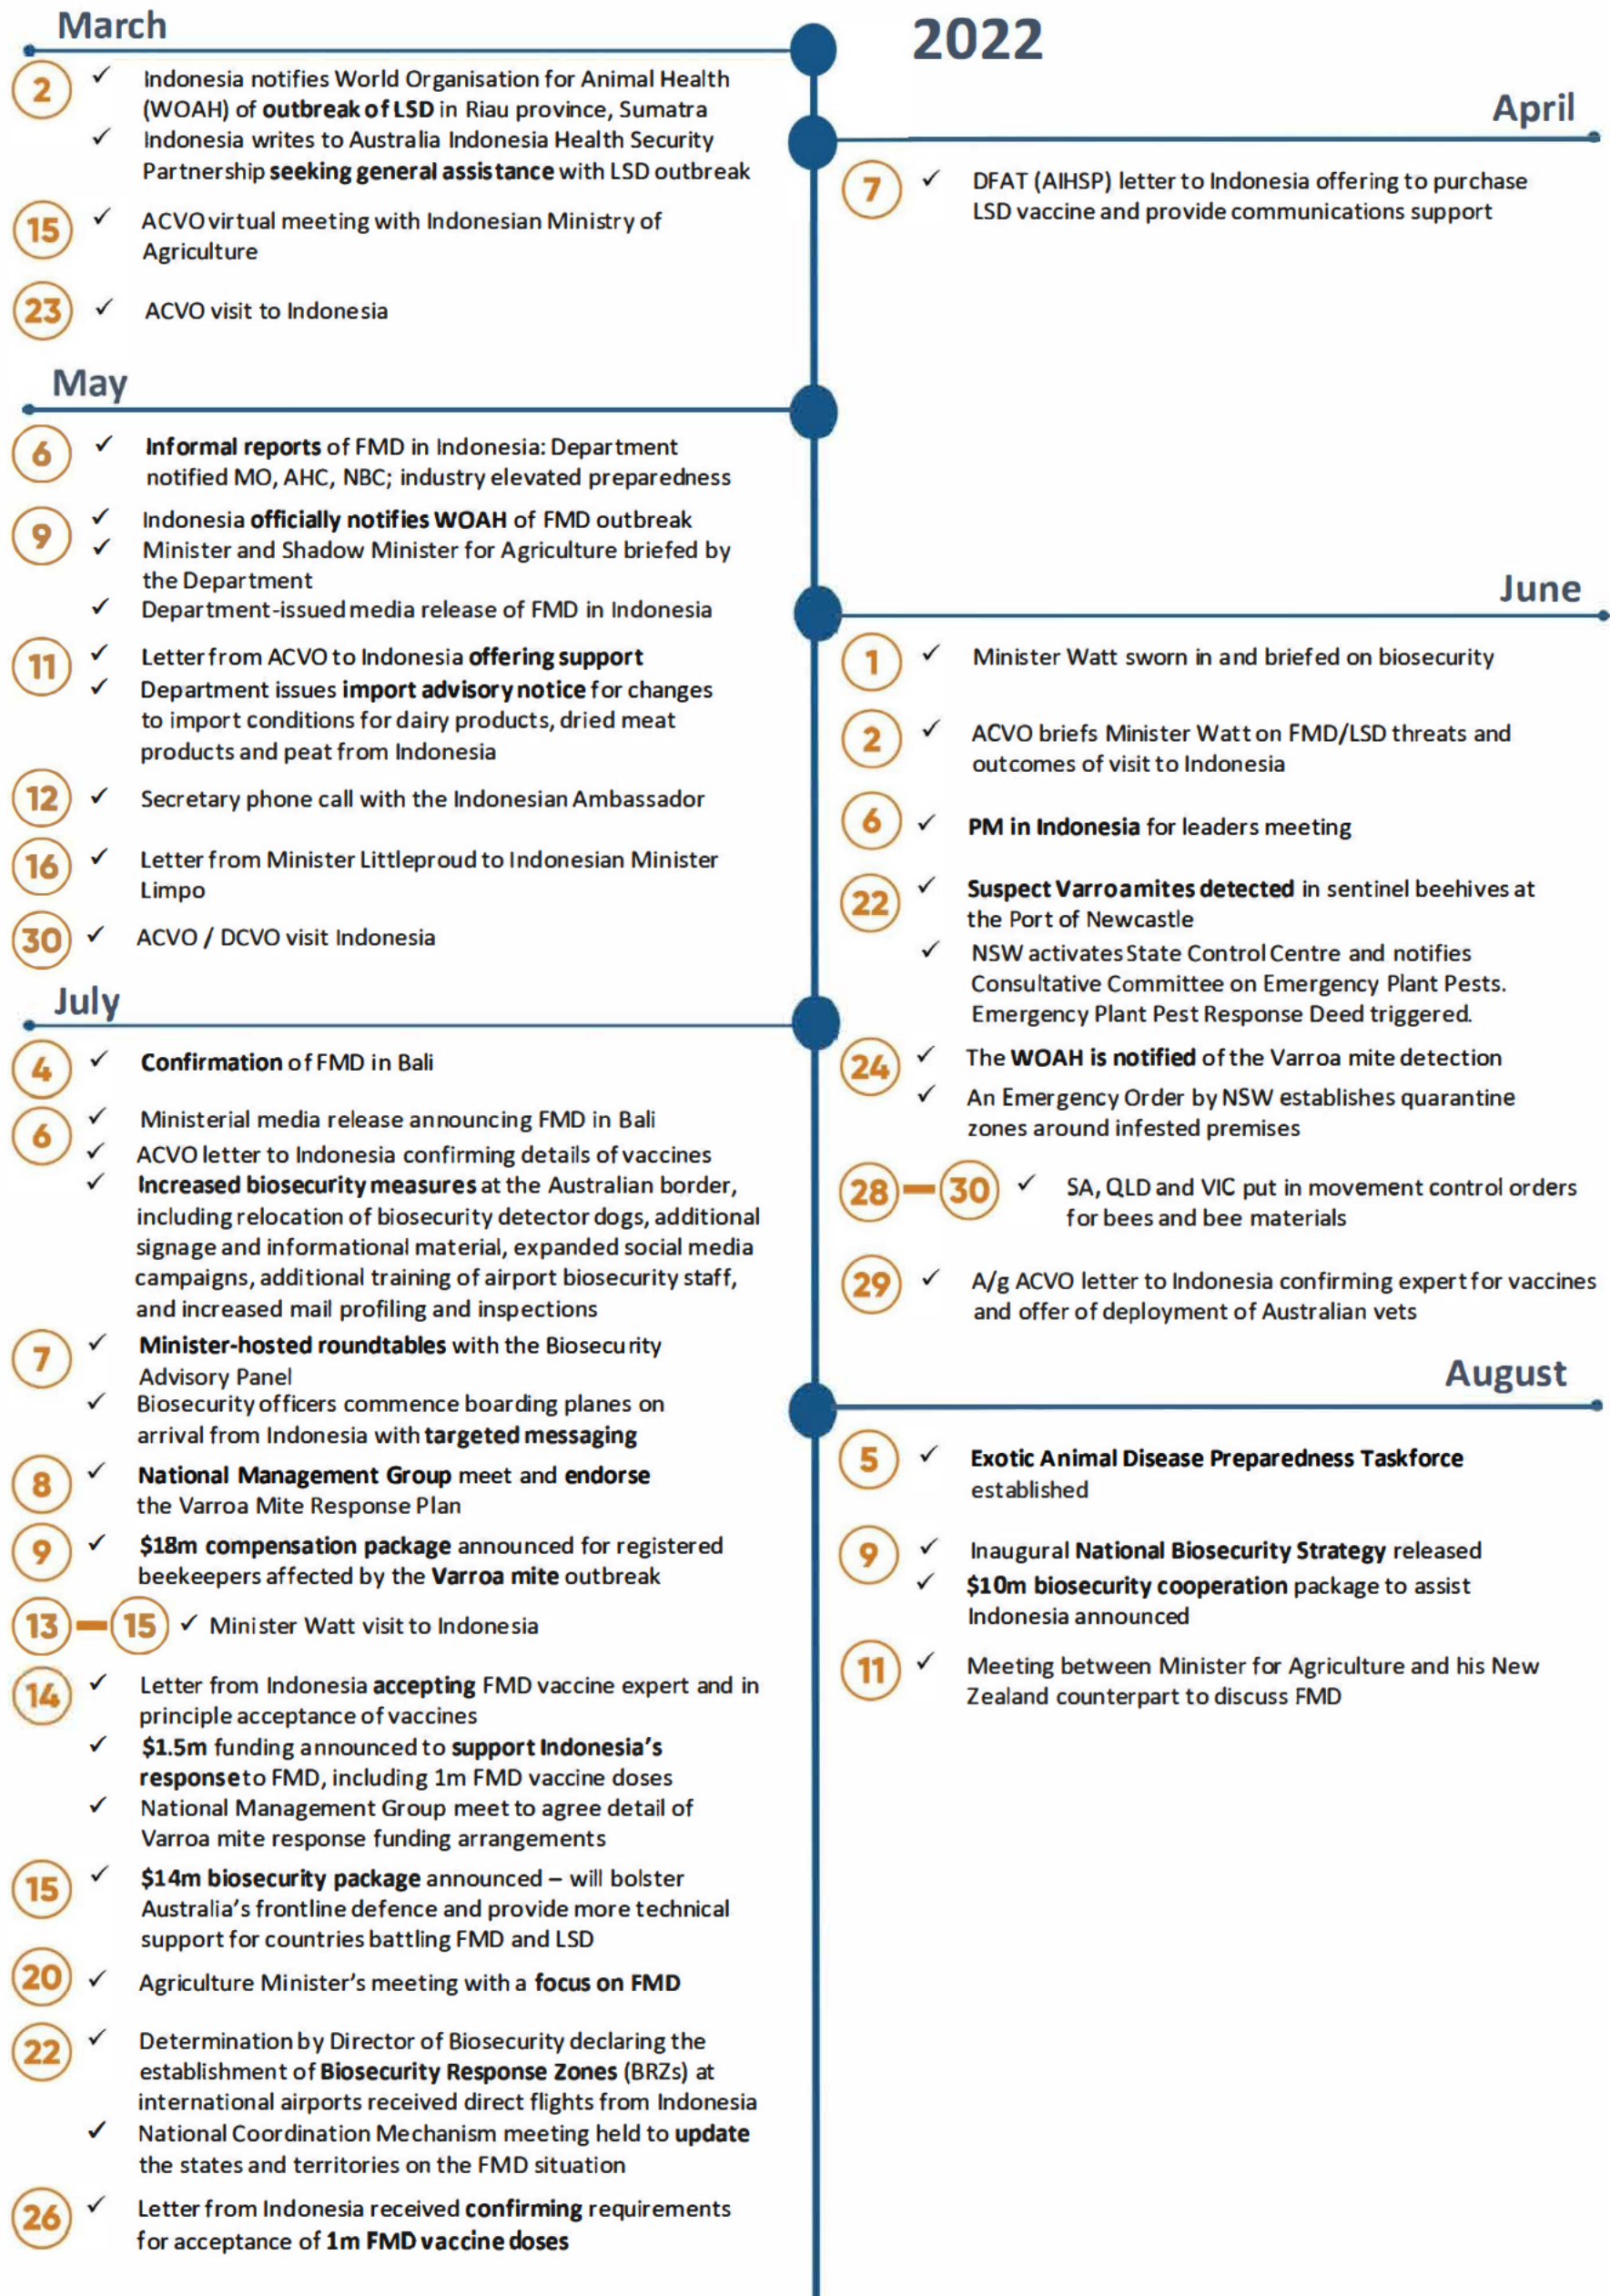 2022
March
2
✓ Indonesia notifies World Organisation for Animal Health
(WOAH) of outbreak of LSD in Riau province, Sumatra
✓ Indonesia writes to Australia Indonesia Health Security
Partnership seeking general assistance with LSD outbreak
15
✓ ACVO virtual meeting with Indonesian Ministry of
Agriculture
23
✓ ACVO visit to Indonesia
April
7
✓ DFAT (AIHSP) letter to Indonesia offering to purchase
LSD vaccine and provide communications support
May
6
✓ Informal reports of FMD in Indonesia: Department
notified MO, AHC, NBC; industry elevated preparedness
9
✓ Indonesia officially notifies WOAH of FMD outbreak
✓ Minister and Shadow Minister for Agriculture briefed by
the Department
✓ Department-issued media release of FMD in Indonesia
11
✓ Letter from ACVO to Indonesia offering support
✓ Department issues import advisory notice for changes
to import conditions for dairy products, dried meat
products and peat from Indonesia
12
✓ Secretary phone call with the Indonesian Ambassador
16
✓ Letter from Minister Littleproud to Indonesian Minister
Limpo
30
✓ ACVO / DCVO visit Indonesia
June
1
✓ Minister Watt sworn in and briefed on biosecurity
2
✓ ACVO briefs Minister Watt on FMD/LSD threats and
outcomes of visit to Indonesia
6
✓ PM in Indonesia for leaders meeting
22
✓ Suspect Varroa mites detected in sentinel beehives at
the Port of Newcastle
✓ NSW activates State Control Centre and notifies
Consultative Committee on Emergency Plant Pests.
Emergency Plant Pest Response Deed triggered.
24
✓ The WOAH is notified of the Varroa mite detection
✓ An Emergency Order by NSW establishes quarantine
zones around infested premises
28 – 30
✓ SA, QLD and VIC put in movement control orders
for bees and bee materials
29
✓ A/g ACVO letter to Indonesia confirming expert for vaccines
and offer of deployment of Australian vets
July
4
✓ Confirmation of FMD in Bali
6
✓ Ministerial media release announcing FMD in Bali
✓ ACVO letter to Indonesia confirming details of vaccines
✓ Increased biosecurity measures at the Australian border,
including relocation of biosecurity detector dogs, additional
signage and informational material, expanded social media
campaigns, additional training of airport biosecurity staff,
and increased mail profiling and inspections
7
✓ Minister-hosted roundtables with the Biosecurity
Advisory Panel
✓ Biosecurity officers commence boarding planes on
arrival from Indonesia with targeted messaging
8
✓ National Management Group meet and endorse
the Varroa Mite Response Plan
9
✓ $18m compensation package announced for registered
beekeepers affected by the Varroa mite outbreak
13 – 15
✓ Minister Watt visit to Indonesia
14
✓ Letter from Indonesia accepting FMD vaccine expert and in
principle acceptance of vaccines
✓ $1.5m funding announced to support Indonesia's
response to FMD, including 1m FMD vaccine doses
✓ National Management Group meet to agree detail of
Varroa mite response funding arrangements
15
✓ $14m biosecurity package announced – will bolster
Australia's frontline defence and provide more technical
support for countries battling FMD and LSD
20
✓ Agriculture Minister's meeting with a focus on FMD
22
✓ Determination by Director of Biosecurity declaring the
establishment of Biosecurity Response Zones (BRZs) at
international airports received direct flights from Indonesia
✓ National Coordination Mechanism meeting held to update
the states and territories on the FMD situation
26
✓ Letter from Indonesia received confirming requirements
for acceptance of 1m FMD vaccine doses
August
5
✓ Exotic Animal Disease Preparedness Taskforce
established
9
✓ Inaugural National Biosecurity Strategy released
✓ $10m biosecurity cooperation package to assist
Indonesia announced
11
✓ Meeting between Minister for Agriculture and his New
Zealand counterpart to discuss FMD